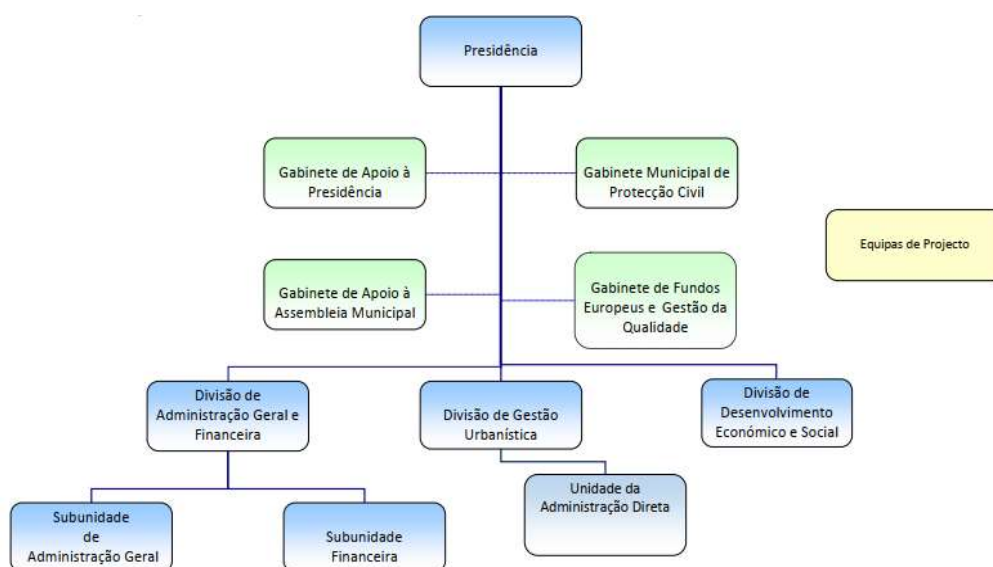 Presidência
Gabinete de Apoio à
Presidência
Gabinete Municipal de
Protecção Civil
Equipas de Projecto
Gabinete de Apoio à
Assembleia Municipal
Gabinete de Fundos
Europeus e Gestão da
Qualidade
Divisão de
Administração Geral e
Financeira
Divisão de Gestão
Urbanística
Divisão de
Desenvolvimento
Económico e Social
Subunidade
de
Administração Geral
Subunidade
Financeira
Unidade da
Administração Direta